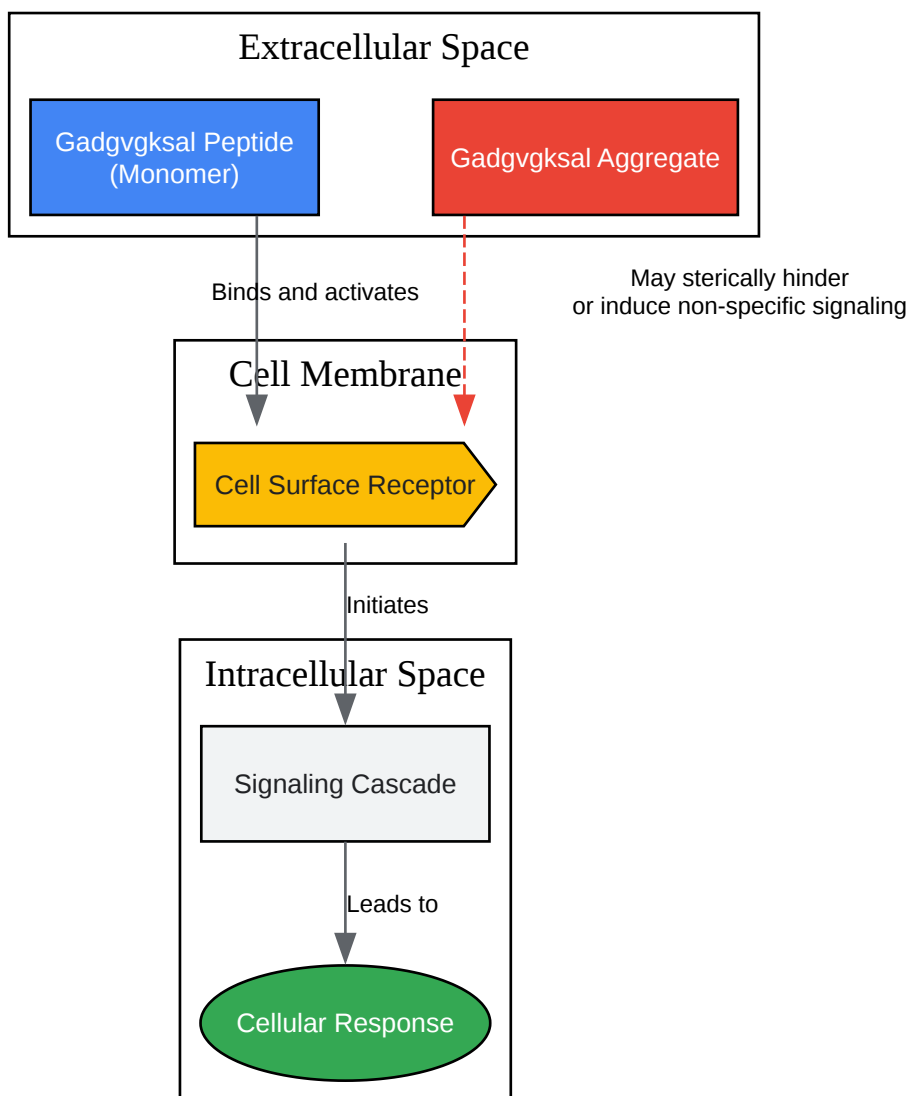 Extracellular Space
Gadgvgksal Peptide
(Monomer)
Gadgvgksal Aggregate
Binds and activates
May sterically hinder
or induce non-specific signaling
Cell Membrane
Cell Surface Receptor
Initiates
Intracellular Space
Signaling Cascade
Leads to
Cellular Response